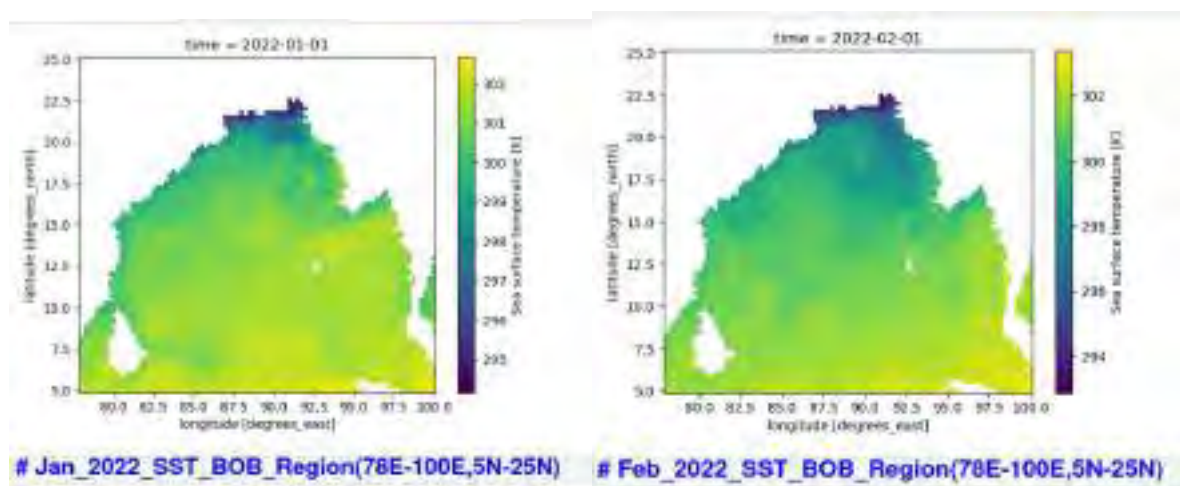 time = 2022-01-01
25.0
22.5
20.0
17.5
15.0
12.5
10.0
7.5
5.0
latitude [degrees_north]
80.0 82.5 85.0 87.5 90.0 92.5 95.0 97.5 100.0
longitude [degrees_east]
302
301
300
299
298
297
296
295
Sea surface temperature [K]
# Jan_2022_SST_BOB_Region(78E-100E,5N-25N)
time = 2022-02-01
25.0
22.5
20.0
17.5
15.0
12.5
10.0
7.5
5.0
latitude [degrees_north]
80.0 82.5 85.0 87.5 90.0 92.5 95.0 97.5 100.0
longitude [degrees_east]
302
300
298
296
294
Sea surface temperature [K]
# Feb_2022_SST_BOB_Region(78E-100E,5N-25N)